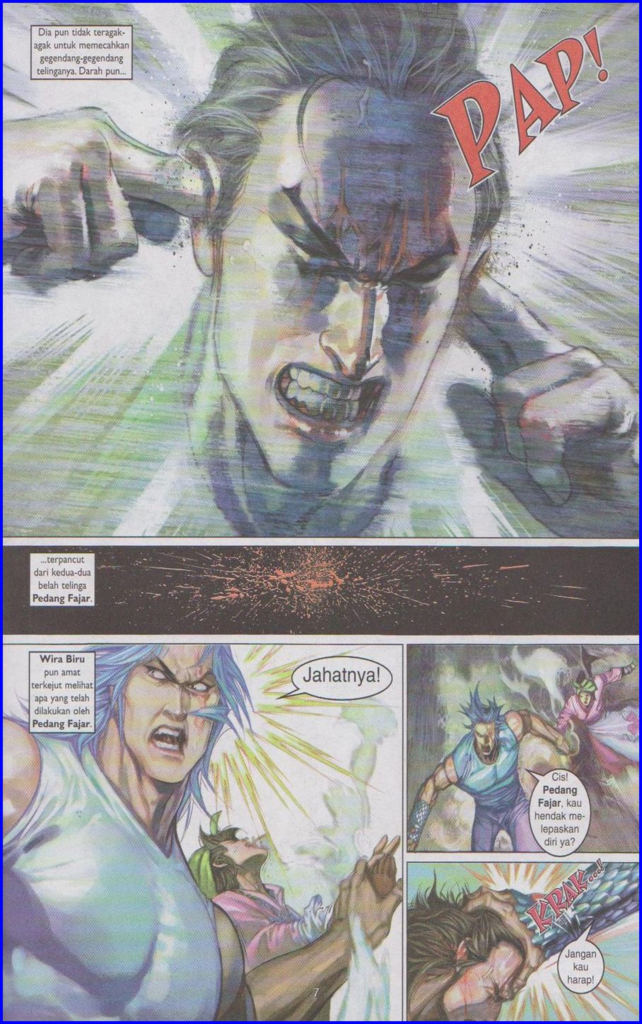 Dia pun tidak teragak-
agak untuk memecahkan
gegendang-gegendang
telinganya. Darah pun...
PAP!
...terpancut
dari kedua-dua
belah telinga
Pedang Fajar.
Wira Biru
pun amat
terkejut melihat
apa yang telah
dilakukan oleh
Pedang Fajar.
Jahatnya!
Cis!
Pedang
Fajar, kau
hendak me-
lepaskan
diri ya?
KRAK...!
Jangan
kau
harap!
7